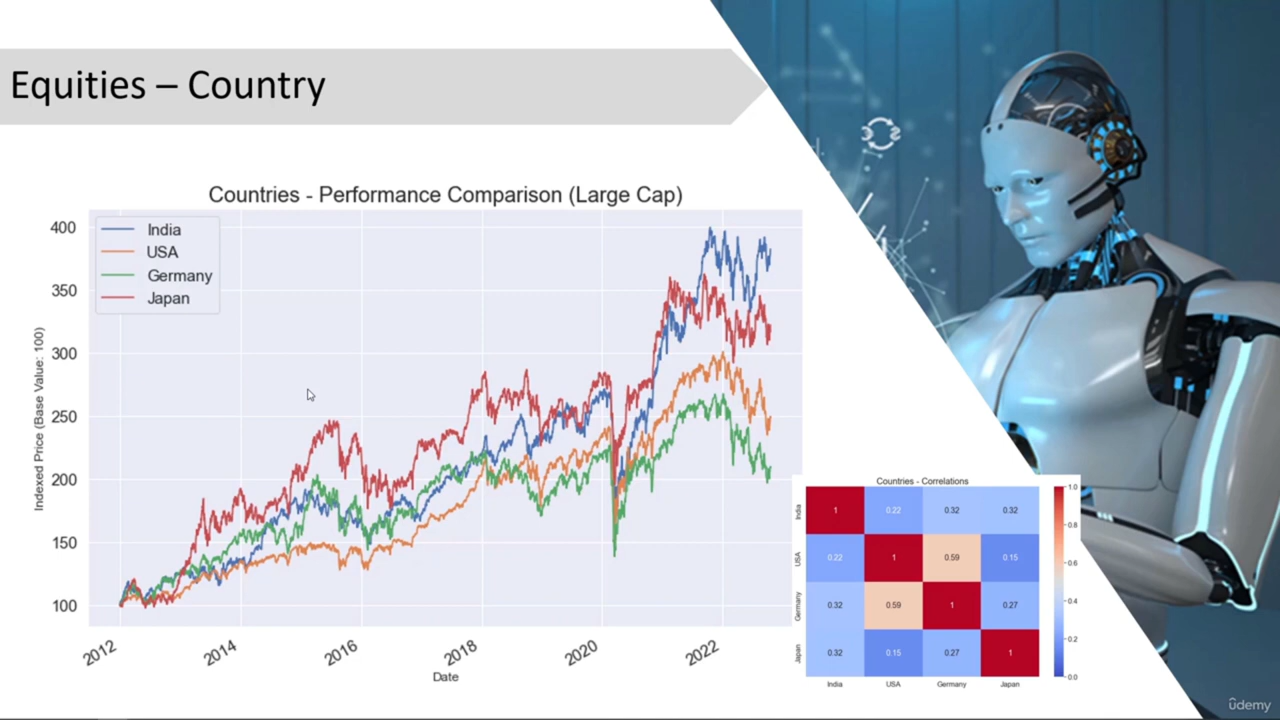 Equities – Country
Countries - Performance Comparison (Large Cap)
India
USA
Germany
Japan
Indexed Price (Base Value: 100)
400
350
300
250
200
150
100
2012
2014
2016
2018
2020
2022
Date
Countries - Correlations
India
1
0.22
0.32
0.32
USA
0.22
1
0.59
0.15
Germany
0.32
0.59
1
0.27
Japan
0.32
0.15
0.27
1
India
USA
Germany
Japan
1.0
0.8
0.6
0.4
0.2
0.0
ûdemy